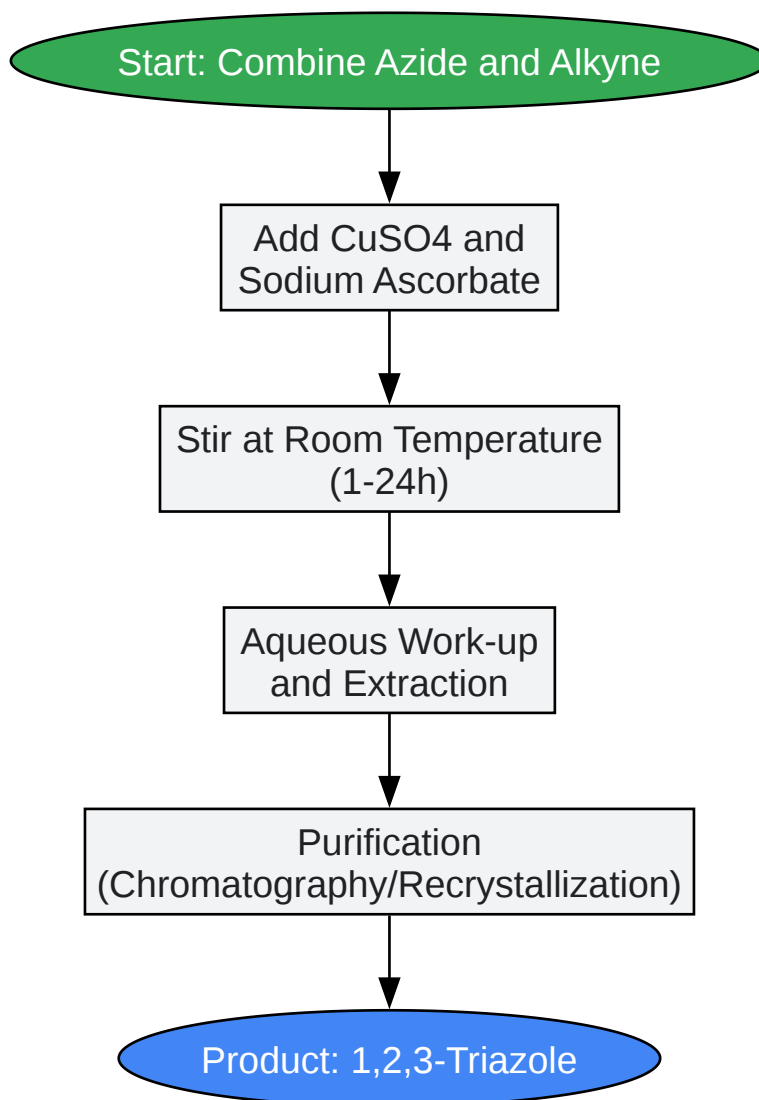 Start: Combine Azide and Alkyne
Add CuSO4 and
Sodium Ascorbate
Stir at Room Temperature
(1-24h)
Aqueous Work-up
and Extraction
Purification
(Chromatography/Recrystallization)
Product: 1,2,3-Triazole